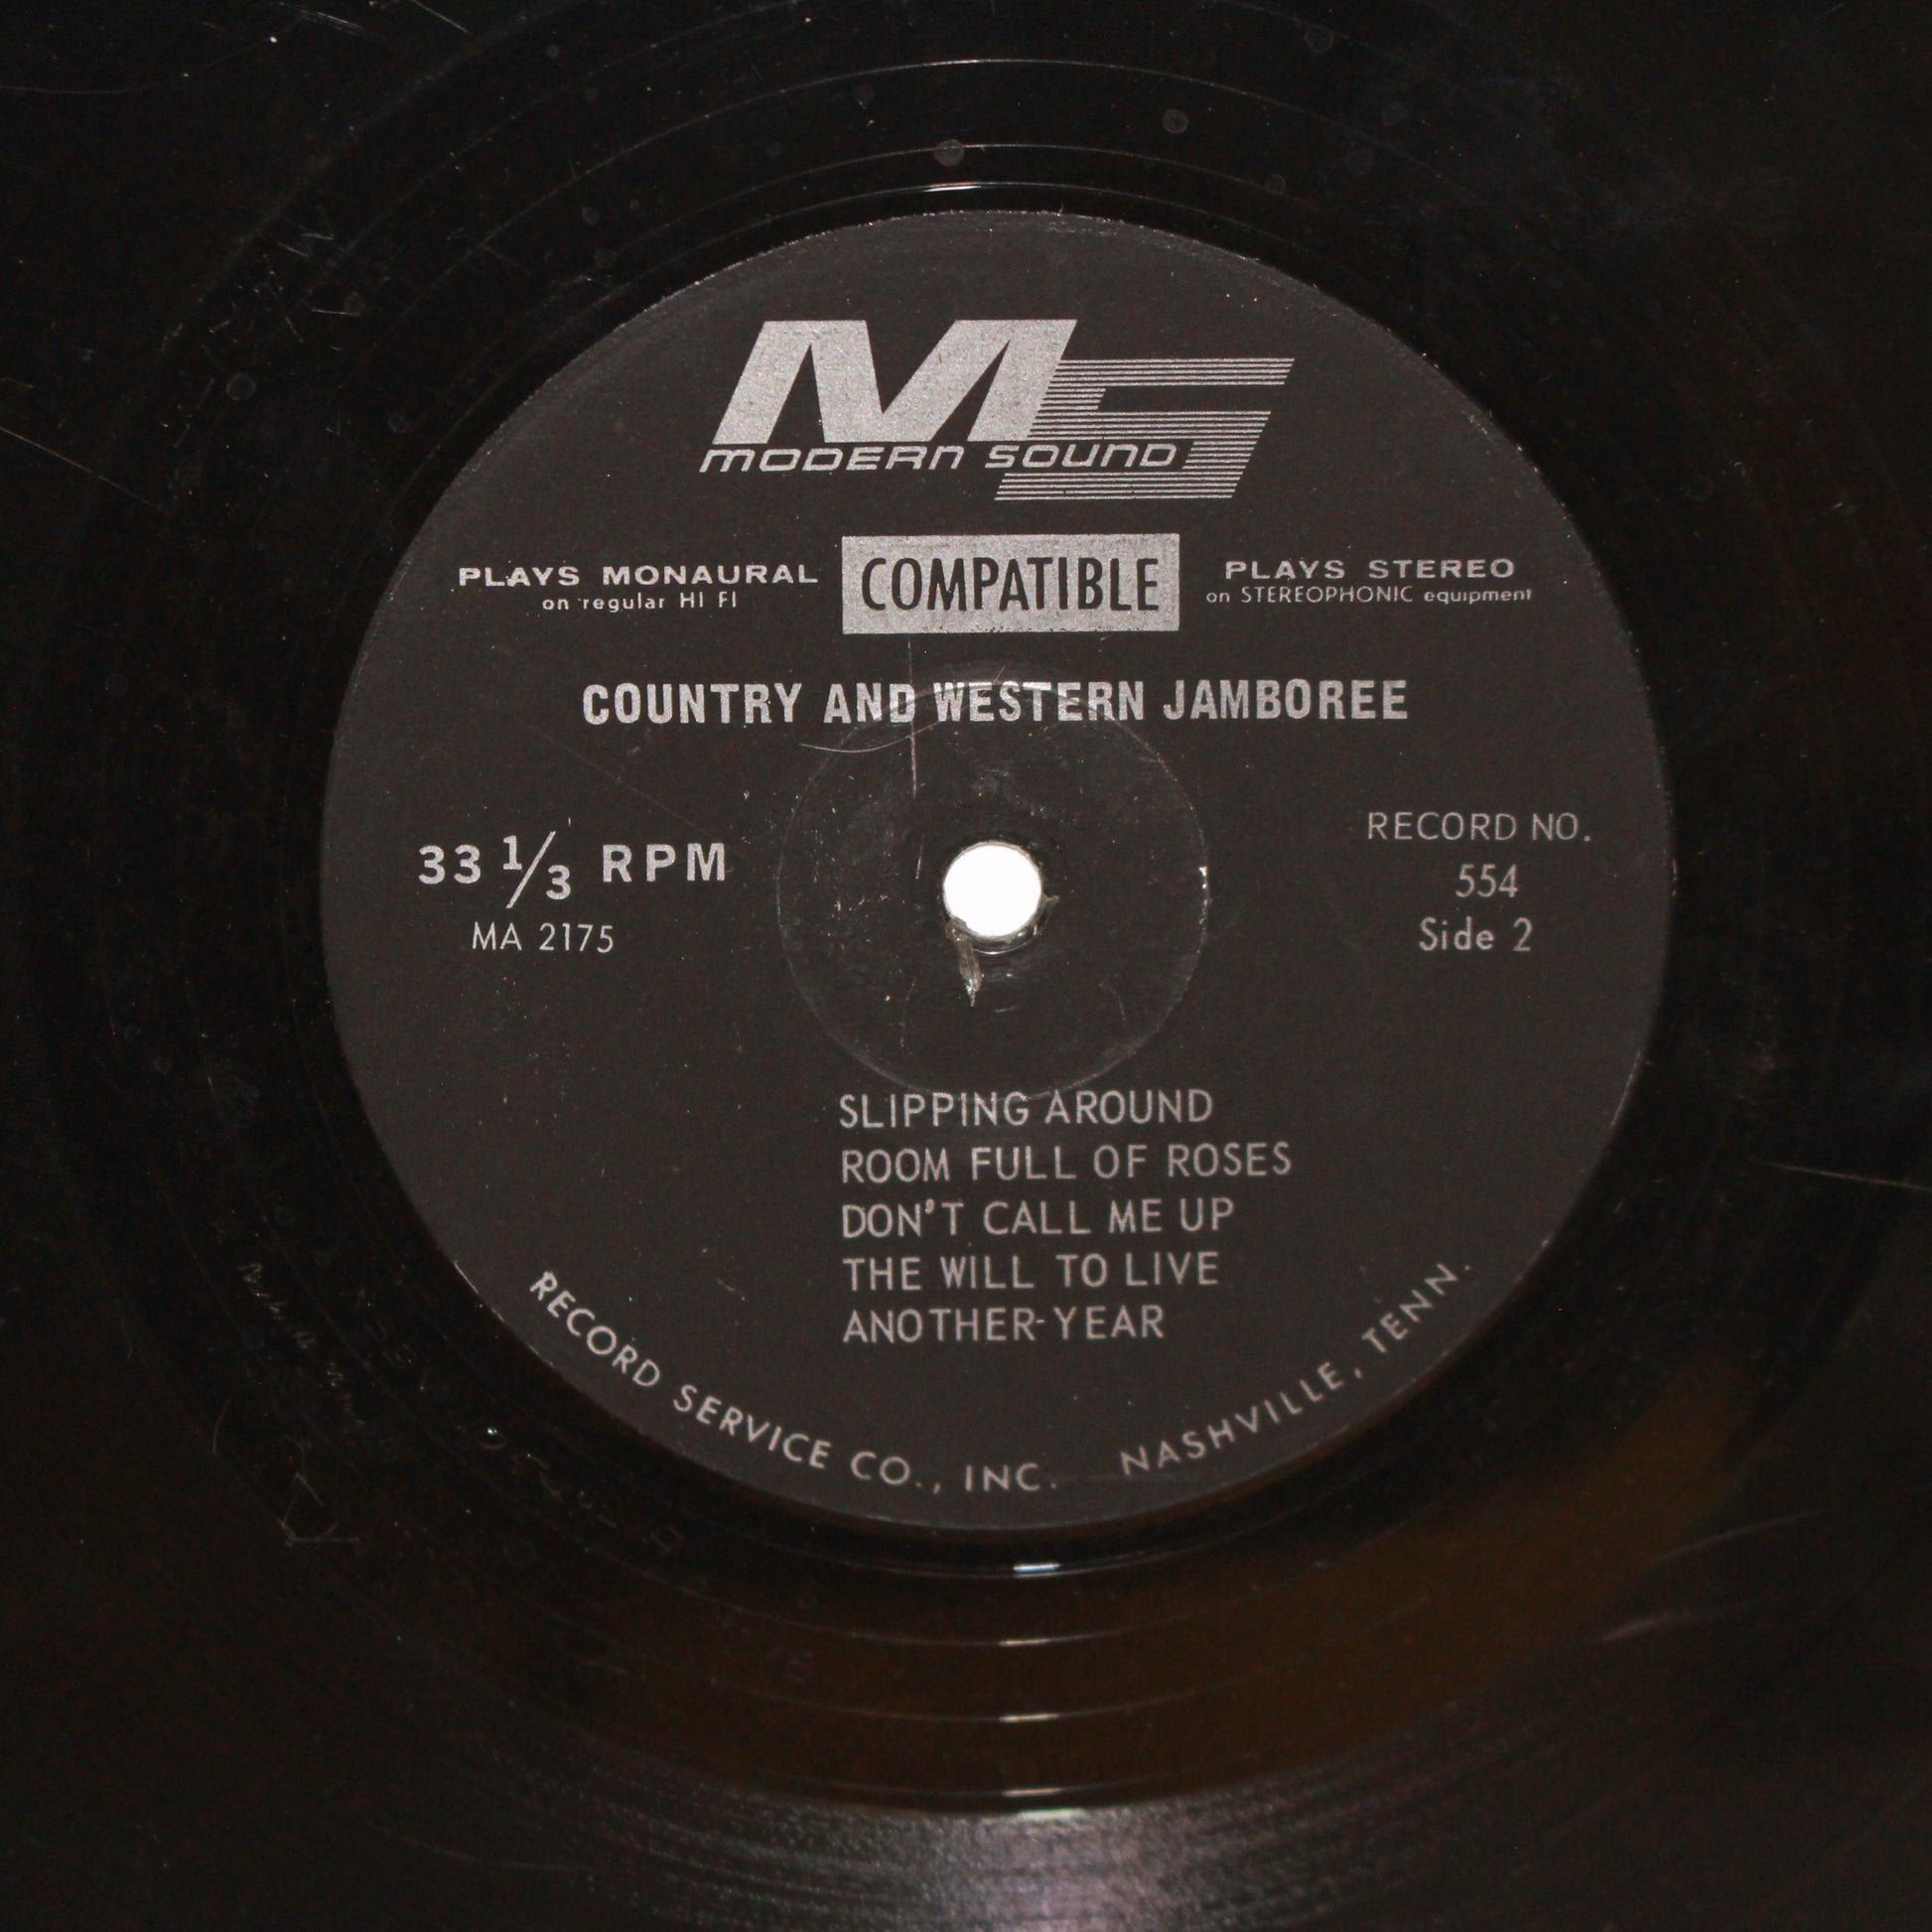 MS
MODERN SOUND
PLAYS MONAURAL
on regular HI FI
COMPATIBLE
PLAYS STEREO
on STEREOPHONIC equipment
COUNTRY AND WESTERN JAMBOREE
33 1/3 RPM
MA 2175
RECORD NO.
554
Side 2
SLIPPING AROUND
ROOM FULL OF ROSES
DON'T CALL ME UP
THE WILL TO LIVE
ANOTHER-YEAR
RECORD SERVICE CO., INC. NASHVILLE, TENN.